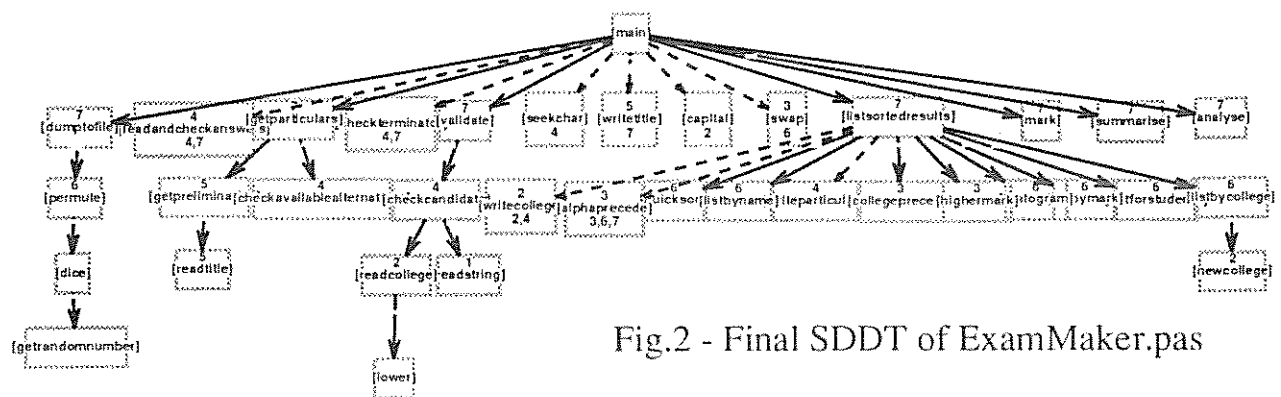 [main]
7
[dumptofile]
4
[readandcheckanswers
4,7
[getparticulars]
heckterminato
4,7
7
[validate]
[seekchar]
4
5
[writetitle]
7
[capital]
2
3
swap
6
7
[listsortedresults]
7
[mark]
7
[summarise]
7
[analyse]
6
[permute]
5
[getprelimina
4
[checkavailablealternat
4
[checkcandidat
2
writecollege
2,4
3
[alphaprecede
3,6,7
6
uicksor
6
listbyname
4
tleparticul
3
collegeprece
3
highermark
6
togram
6
symark
6
tforstuder
6
listbycollege]
[dice]
5
[readtitle]
2
[readcollege]
1
eadstring
2
[newcollege]
[getrandomnumber]
[lower]
Fig.2 - Final SDDT of ExamMaker.pas